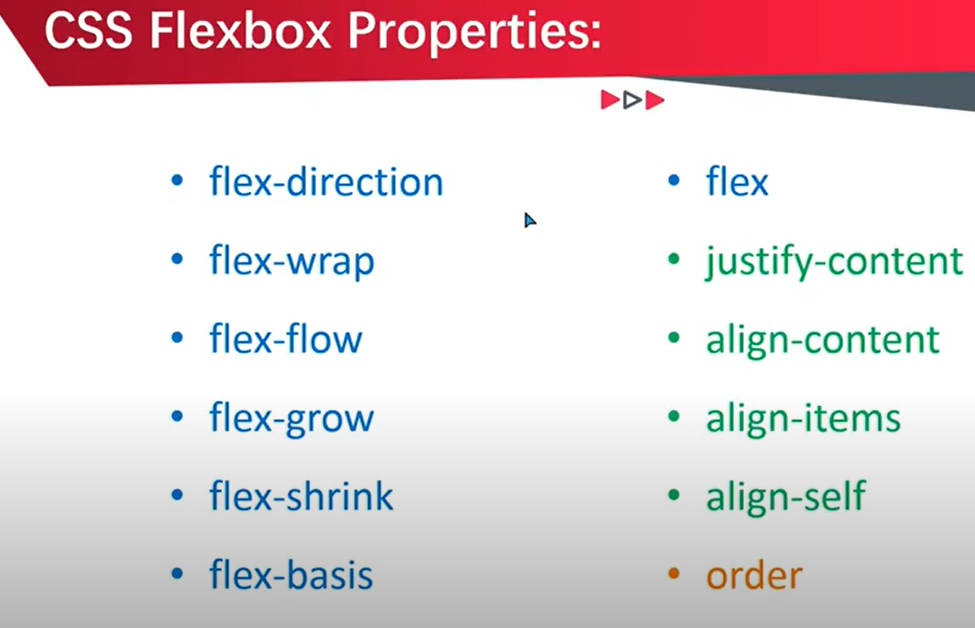 CSS Flexbox Properties:
• flex-direction
• flex-wrap
• flex-flow
• flex-grow
• flex-shrink
• flex-basis
• flex
• justify-content
• align-content
• align-items
• align-self
• order